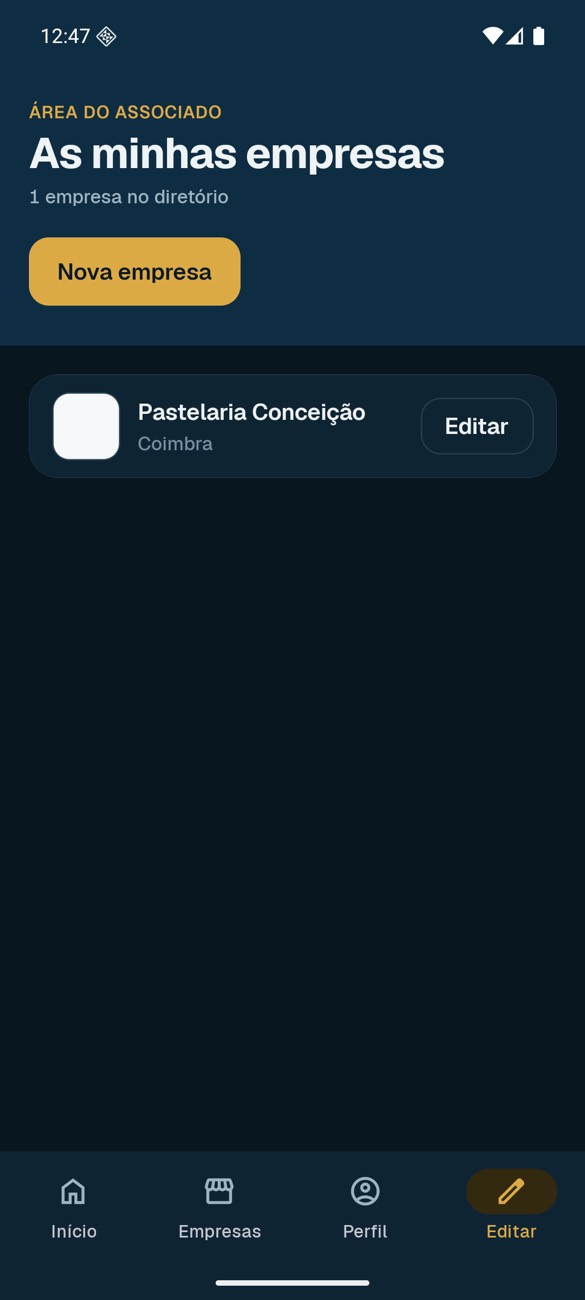 12:47
ÁREA DO ASSOCIADO
As minhas empresas
1 empresa no diretório
Nova empresa
Pastelaria Conceição
Coimbra
Editar
Início
Empresas
Perfil
Editar